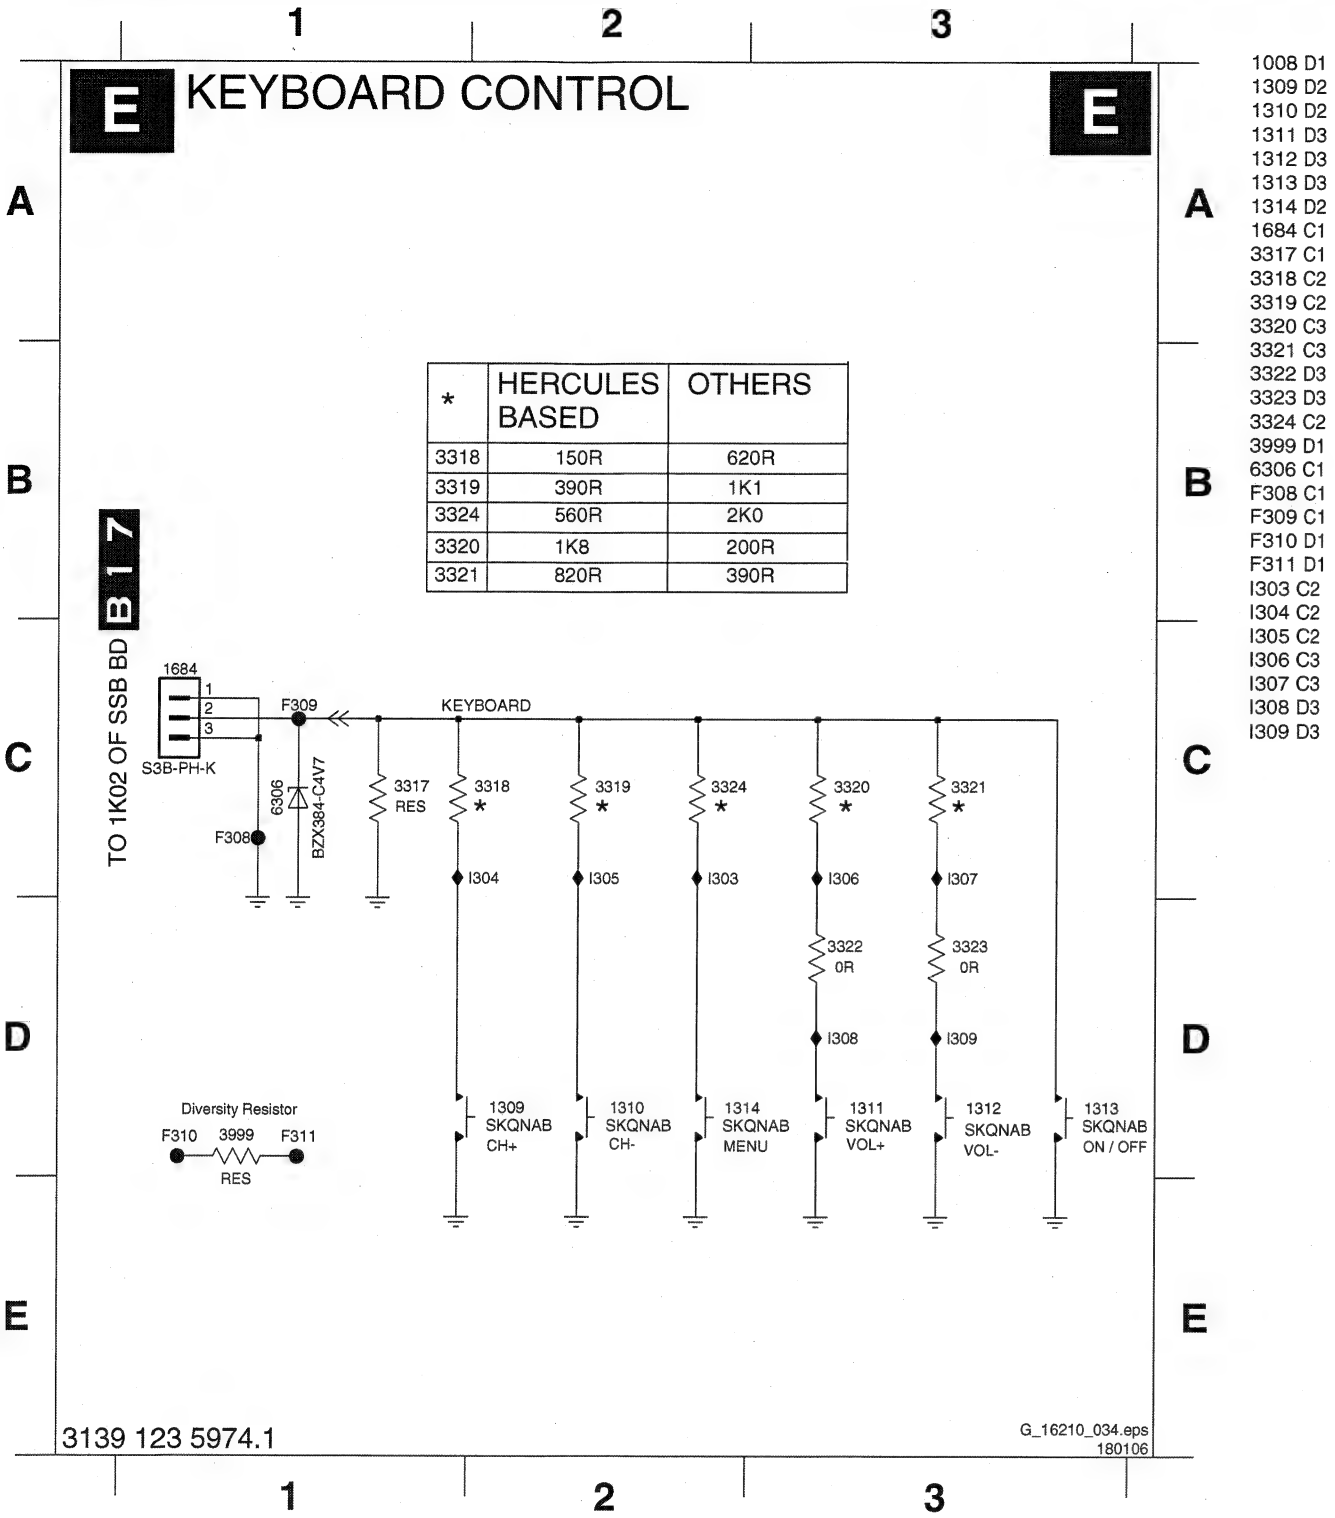 1 2 3
E KEYBOARD CONTROL E
A A
B B
C C
D D
E E
1008 D1
1309 D2
1310 D2
1311 D3
1312 D3
1313 D3
1314 D2
1684 C1
3317 C1
3318 C2
3319 C2
3320 C3
3321 C3
3322 D3
3323 D3
3324 C2
3999 D1
6306 C1
F308 C1
F309 C1
F310 D1
F311 D1
I303 C2
I304 C2
I305 C2
I306 C3
I307 C3
I308 D3
I309 D3
* HERCULES BASED OTHERS
3318 150R 620R
3319 390R 1K1
3324 560R 2K0
3320 1K8 200R
3321 820R 390R
TO 1K02 OF SSB BD B 1 7
1684
1
2
3
S3B-PH-K
F309
KEYBOARD
F308
6306
BZX384-C4V7
3317
RES
3318
*
3319
*
3324
*
3320
*
3321
*
I304
I305
I303
I306
I307
3322
0R
3323
0R
I308
I309
1309
SKQNAB
CH+
1310
SKQNAB
CH-
1314
SKQNAB
MENU
1311
SKQNAB
VOL+
1312
SKQNAB
VOL-
1313
SKQNAB
ON / OFF
Diversity Resistor
F310 3999 F311
RES
3139 123 5974.1
G_16210_034.eps
180106
1 2 3